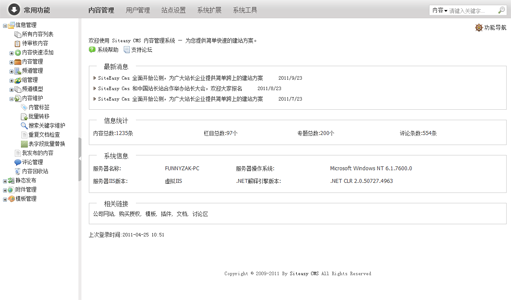 常用功能
内容管理 用户管理 站点设置 系统扩展 系统工具
内容 请输入关键字...
功能导航
信息管理
所有内容列表
待审核内容
内容快速添加
内容管理
频道管理
组管理
频道模型
内容维护
内容标签
批量转移
搜索关键字维护
重复文档检查
表字段批量替换
我发布的内容
评论管理
内容回收站
静态发布
附件管理
模板管理
欢迎使用 Siteasy CMS 内容管理系统 － 为您提供简单快速的建站方案。
系统帮助 支持论坛
最新消息
SiteEasy Cms 全面开始公测，为广大站长企业提供简单跨上的建站方案 2011/8/23
SiteEasy Cms 和中国站长站合作举办站长大会，欢迎大家报名 2011/8/23
SiteEasy Cms 全面开始公测，为广大站长企业提供简单跨上的建站方案 2011/7/23
信息统计
内容总数:1235条 栏目总数:97个 专题总数:200个 评论条数:554条
系统信息
服务器名称: FUNNYZAK-PC 服务器操作系统: Microsoft Windows NT 6.1.7600.0
服务器IIS版本: 虚拟IIS .NET解释引擎版本: .NET CLR 2.0.50727.4963
相关链接
公司网站、购买授权、模板、插件、文档、讨论区
上次登录时间:2011-04-25 10:51
Copyright © 2009-2011 By Siteasy CMS All Rights Reserved